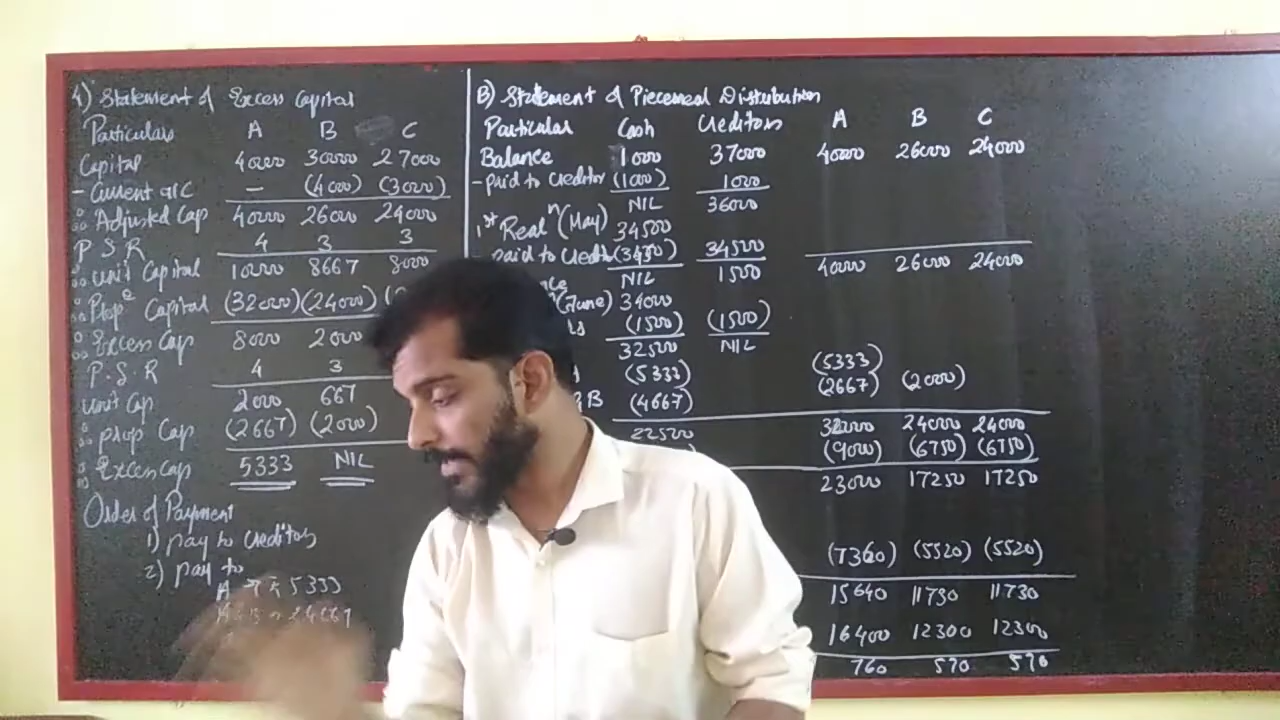 A) Statement of Excess Capital
Particulars A B C
Capital 40000 30000 27000
- Current a/c — (4000) (3000)
∴ Adjusted Cap 40000 26000 24000
P S R 4 3 3
∴ Unit Capital 10000 8667 8000
∴ Propᵉ Capital (32000) (24000)
∴ Excess Cap 8000 2000
P.S.R 4 3
Unit Cap 2000 667
∴ prop Cap (2667) (2000)
∴ Excess Cap 5333 NIL
Order of Payment
1) pay to Creditors
2) pay to
A 5333
B) Statement of Piecemeal Distribution
Particular Cash Creditors A B C
Balance 1000 37000 40000 26000 24000
- paid to creditor (1000) 1000
NIL 36000
1st Realⁿ (May) 34500
paid to Credit (34500) 34500
NIL 1500 40000 26000 24000
(June) 34000
(1500) (1500)
32500 NIL
(5333) (5333)
B (4667) (2667) (2000)
22500 32000 24000 24000
(9000) (6750) (6750)
23000 17250 17250
(7360) (5520) (5520)
15640 11730 11730
16400 12300 12300
760 570 570